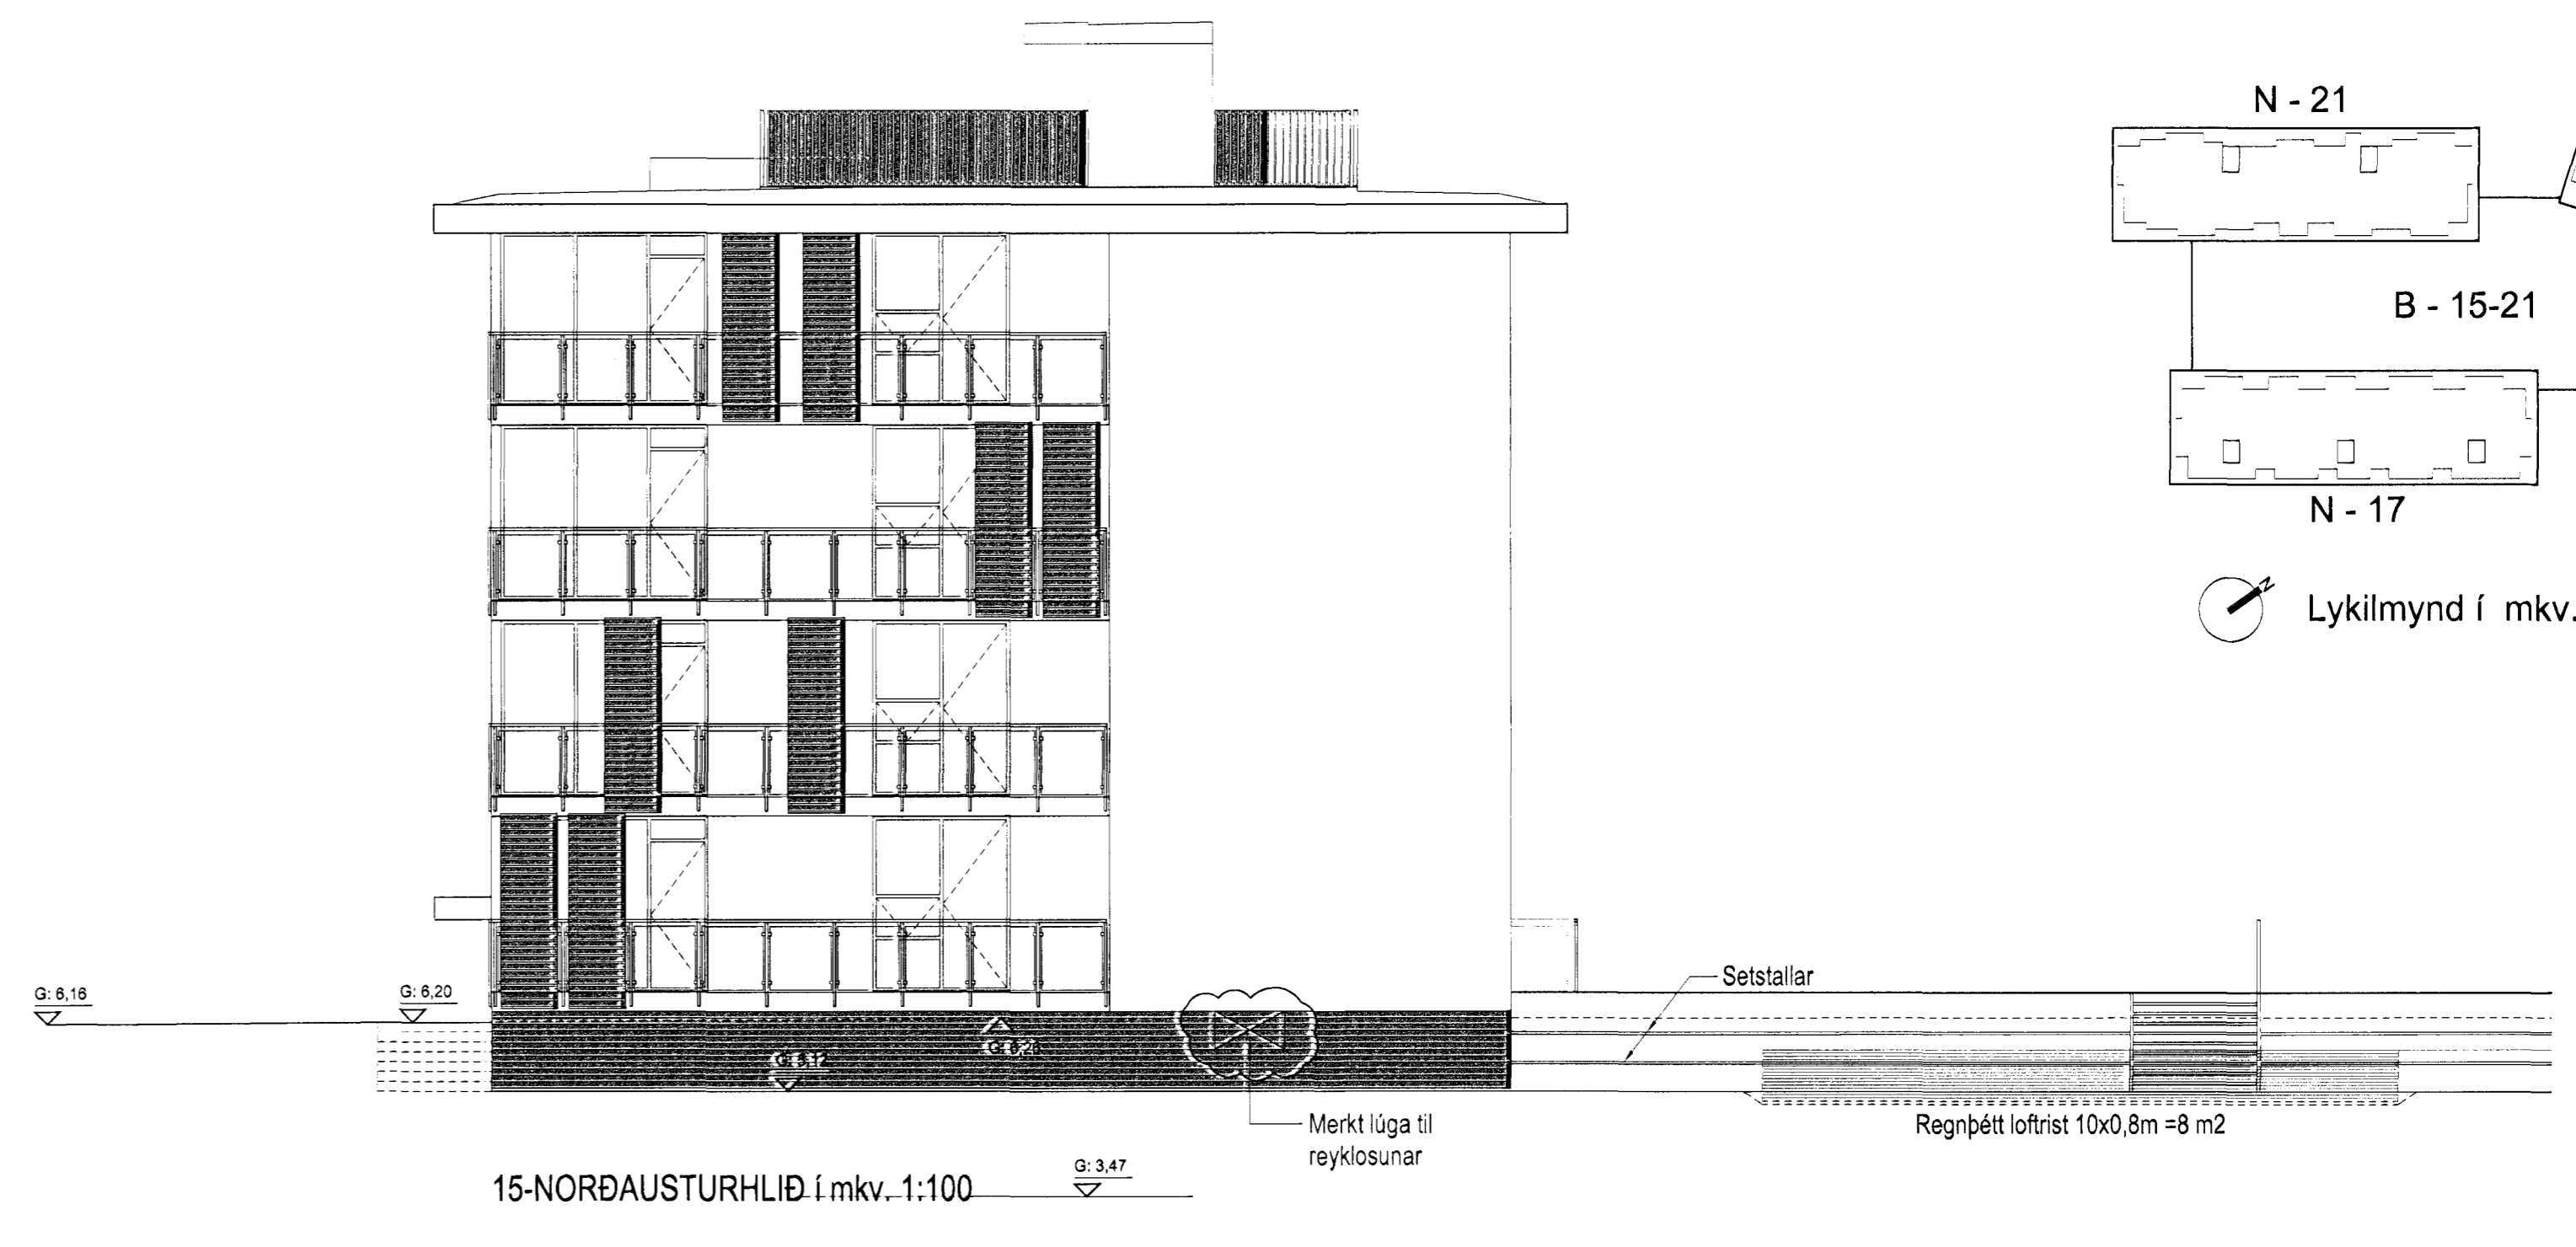 N - 21
B - 15-21
N - 17
N
Lykilmynd í mkv.
Setstallar
G: 6,16
G: 6,20
Merkt lúga til
reyklosunar
Regnþétt loftrist 10x0,8m =8 m2
G: 3,47
15-NORÐAUSTURHLIÐ í mkv. 1:100